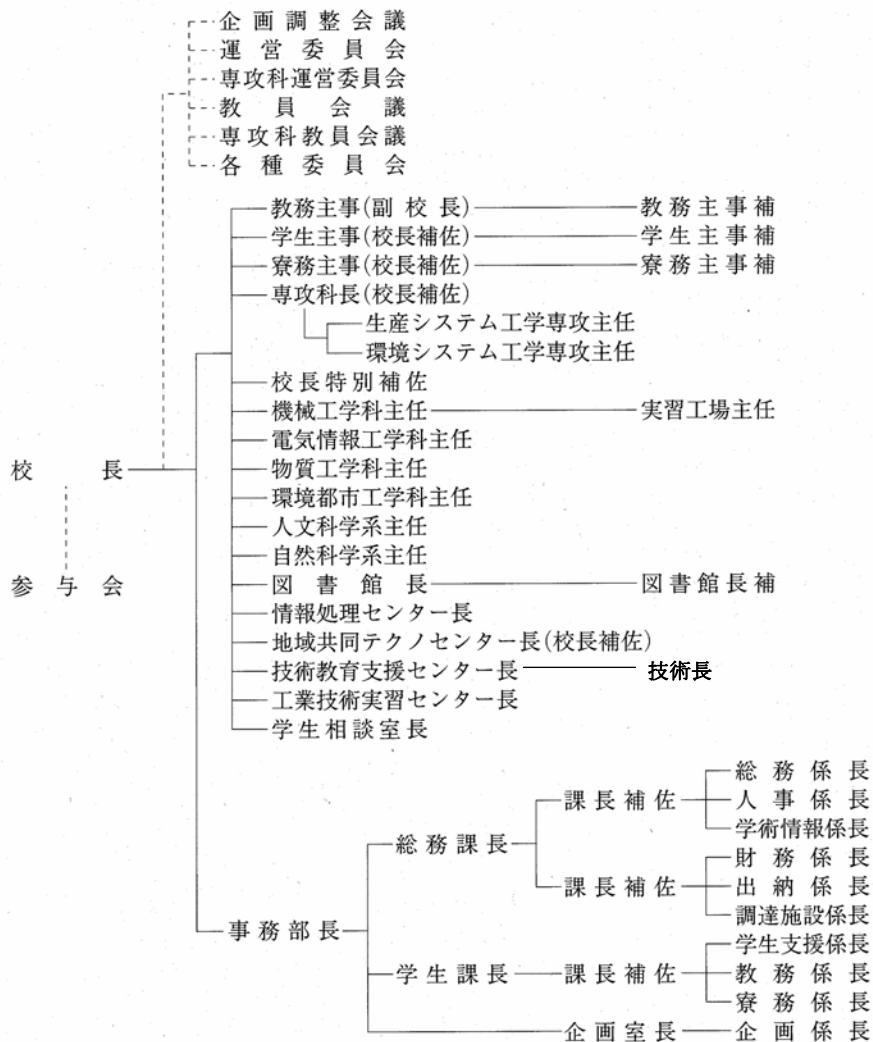 企画調整会議
運営委員会
専攻科運営委員会
教員会議
専攻科教員会議
各種委員会
教務主事(副校長) 教務主事補
学生主事(校長補佐) 学生主事補
寮務主事(校長補佐) 寮務主事補
専攻科長(校長補佐)
生産システム工学専攻主任
環境システム工学専攻主任
校長特別補佐
機械工学科主任 実習工場主任
電気情報工学科主任
校長 物質工学科主任
環境都市工学科主任
人文科学系主任
自然科学系主任
参与会 図書館長 図書館長補
情報処理センター長
地域共同テクノセンター長(校長補佐)
技術教育支援センター長 技術長
工業技術実習センター長
学生相談室長
総務係長
課長補佐 人事係長
学術情報係長
総務課長
財務係長
課長補佐 出納係長
調達施設係長
事務部長
学生支援係長
学生課長 課長補佐 教務係長
寮務係長
企画室長 企画係長